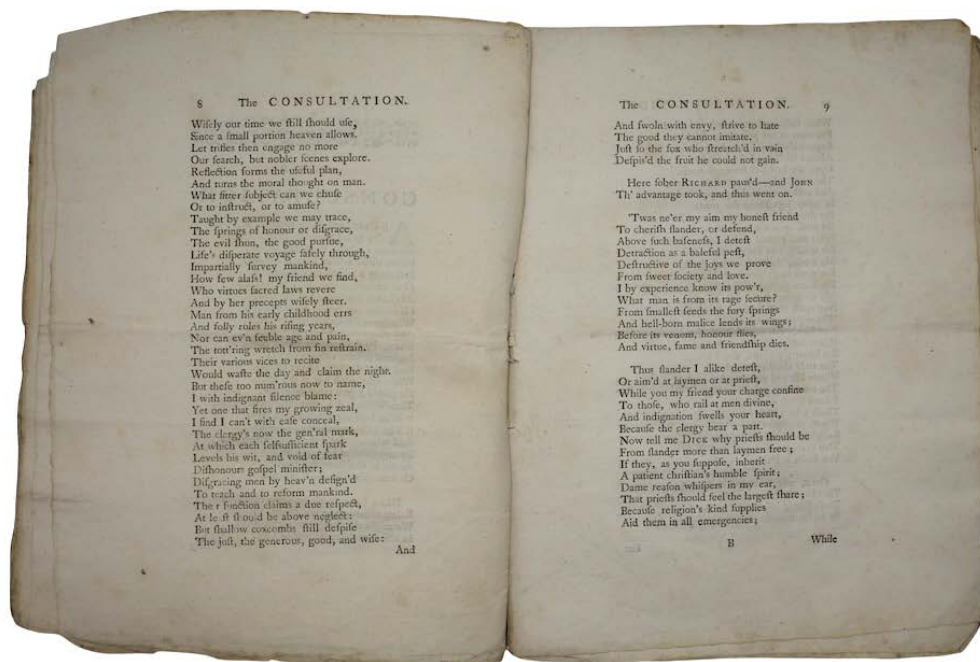 8 The CONSULTATION.
Wiſely our time we ſtill ſhould uſe,
Since a ſmall portion heaven allows.
Let trifles then engage no more
Our ſearch, but nobler ſcenes explore.
Reflection forms the uſeful plan,
And turns the moral thought on man.
What fitter ſubject can we chuſe
Or to inſtruct, or to amuſe?
Taught by example we may trace,
The ſprings of honour or diſgrace,
The evil ſhun, the good purſue,
Life's diſperate voyage ſafely through,
Impartially ſurvey mankind,
How few alaſs! my friend we find,
Who virtues ſacred laws revere
And by her precepts wiſely ſteer.
Man from his early childhood errs
And folly rules his riſing years,
Nor can ev'n feeble age and pain,
The tott'ring wretch from ſin reſtrain.
Their various vices to recite
Would waſte the day and claim the night.
But theſe too num'rous now to name,
I with indignant ſilence blame:
Yet one that fires my growing zeal,
I find I can't with eaſe conceal,
The clergy's now the gen'ral mark,
At which each ſelfſufficient ſpark
Levels his wit, and void of fear
Diſhonours goſpel miniſter;
Diſgracing men by heav'n deſign'd
To teach and to reform mankind.
The r function claims a due reſpect,
At le ſt ſhould be above neglect:
But ſhallow coxcombs ſtill deſpiſe
The juſt, the generous, good, and wiſe:
And
The CONSULTATION. 9
And ſwoln with envy, ſtrive to hate
The good they cannot imitate.
Juſt ſo the fox who ſtreatch'd in vain
Deſpis'd the fruit he could not gain.
Here ſober RICHARD paus'd—and JOHN
Th' advantage took, and thus went on.
'Twas ne'er my aim my honeſt friend
To cheriſh ſlander, or defend,
Above ſuch baſeneſs, I deteſt
Detraction as a baleful peſt,
Deſtructive of the joys we prove
From ſweet ſociety and love.
I by experience know its pow'r,
What man is from its rage ſecure?
From ſmalleſt ſeeds the fury ſprings
And hell-born malice lends its wings;
Before its venom, honour flies,
And virtue, fame and friendſhip dies.
Thus ſlander I alike deteſt,
Or aim'd at laymen or at prieſt,
While you my friend your charge confine
To thoſe, who rail at men divine,
And indignation ſwells your heart,
Becauſe the clergy bear a part.
Now tell me DICK why prieſts ſhould be
From ſlander more than laymen free;
If they, as you ſuppoſe, inherit
A patient chriſtian's humble ſpirit;
Dame reaſon whiſpers in my ear,
That prieſts ſhould feel the largeſt ſhare;
Becauſe religion's kind ſupplies
Aid them in all emergencies;
B While